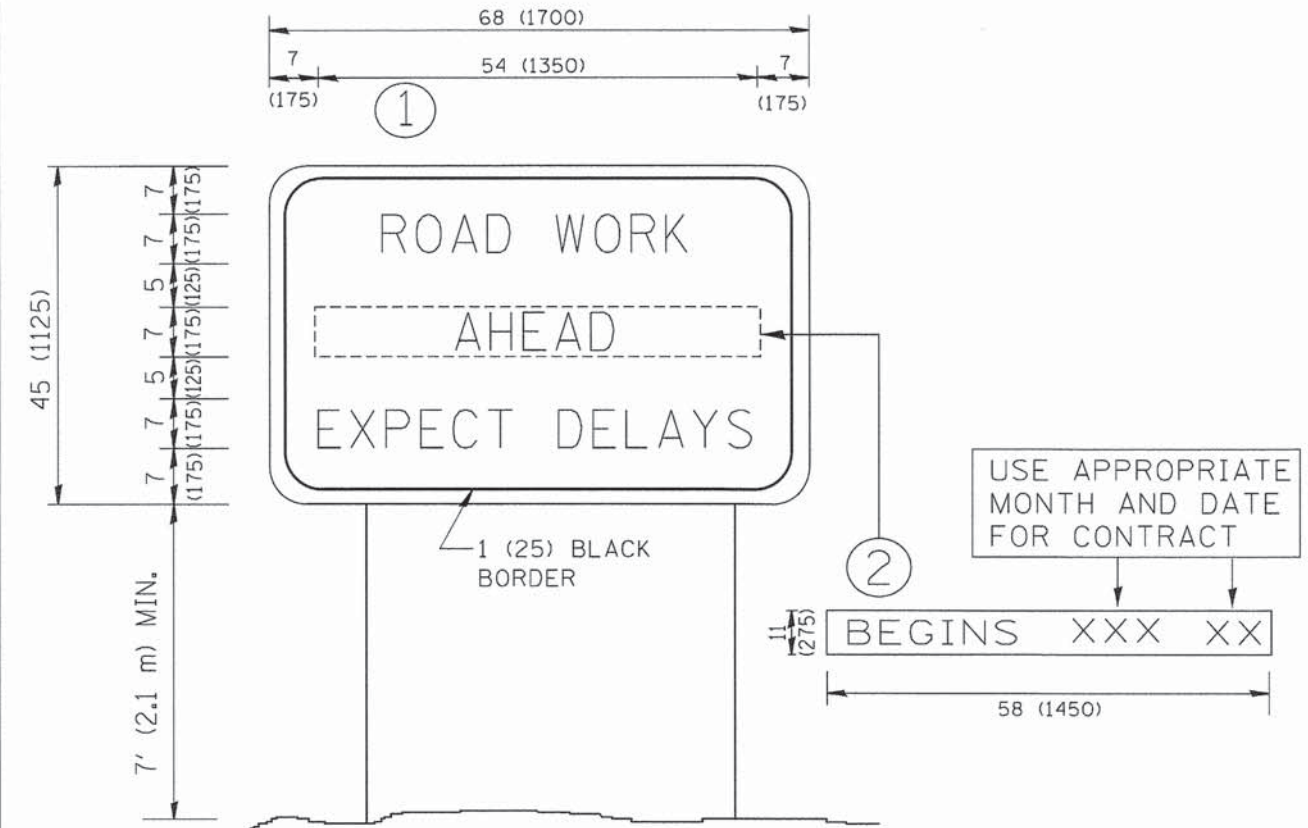 68 (1700)
7
54 (1350)
7
(175)
(175)
1
45 (1125)
7 (175)
7 (175)
5 (125)
7 (175)
5 (125)
7 (175)
7 (175)
ROAD WORK
AHEAD
EXPECT DELAYS
1 (25) BLACK
BORDER
7' (2.1 m) MIN.
2
USE APPROPRIATE
MONTH AND DATE
FOR CONTRACT
11
(275)
BEGINS XXX XX
58 (1450)